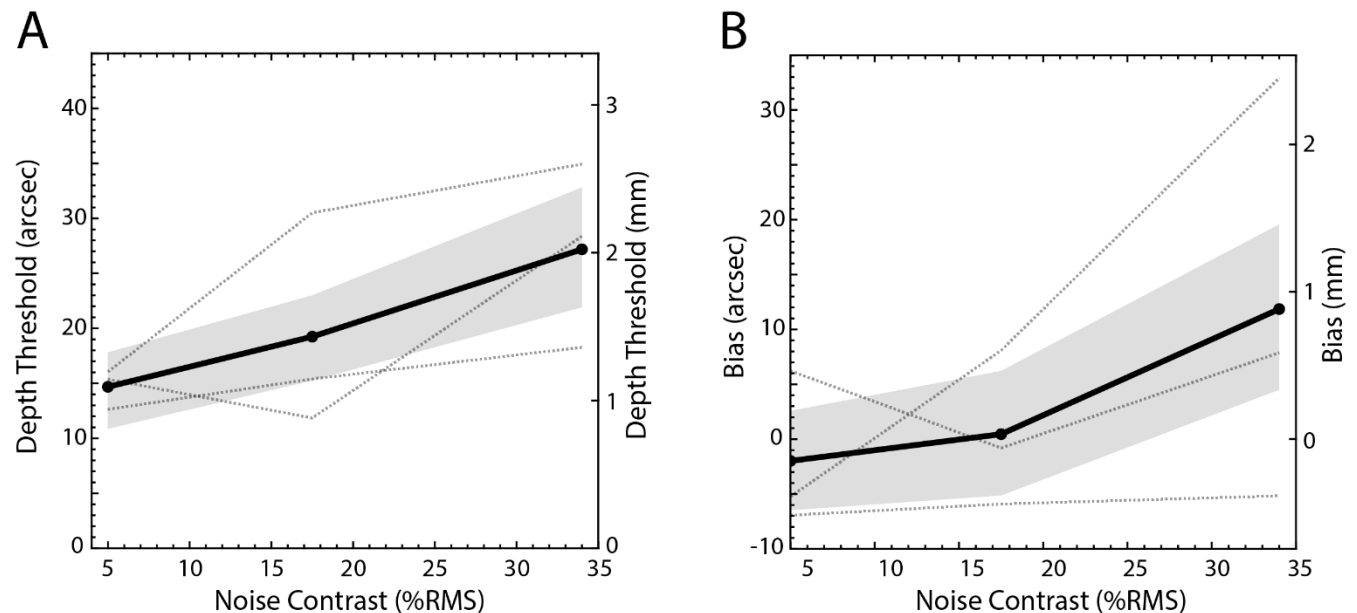 A
B
Depth Threshold (arcsec)
40
30
20
10
0
5 10 15 20 25 30 35
Noise Contrast (%RMS)
3
2
1
0
Depth Threshold (mm)
Bias (arcsec)
30
20
10
0
-10
5 10 15 20 25 30 35
Noise Contrast (%RMS)
2
1
0
Bias (mm)